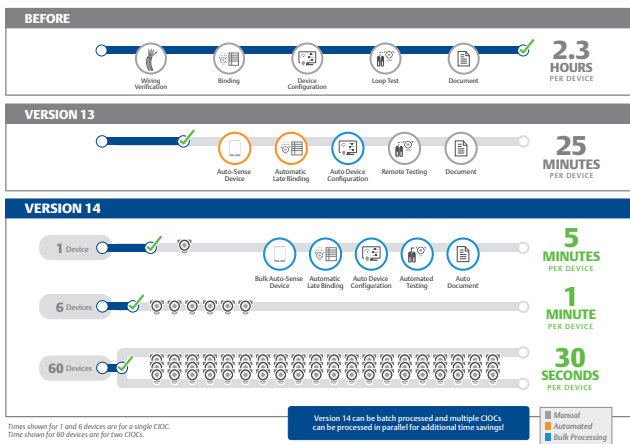 BEFORE
Wiring
Verification
Binding
Device
Configuration
Loop Test
Document
2.3
HOURS
PER DEVICE
VERSION 13
Auto-Sense
Device
Automatic
Late Binding
Auto Device
Configuration
Remote Testing
Document
25
MINUTES
PER DEVICE
VERSION 14
1 Device
Bulk Auto-Sense
Device
Automatic
Late Binding
Auto Device
Configuration
Automated
Testing
Auto
Document
5
MINUTES
PER DEVICE
6 Devices
1
MINUTE
PER DEVICE
60 Devices
30
SECONDS
PER DEVICE
Times shown for 1 and 6 devices are for a single CIOC.
Time shown for 60 devices are for two CIOCs.
Version 14 can be batch processed and multiple CIOCs
can be processed in parallel for additional time savings!
Manual
Automated
Bulk Processing